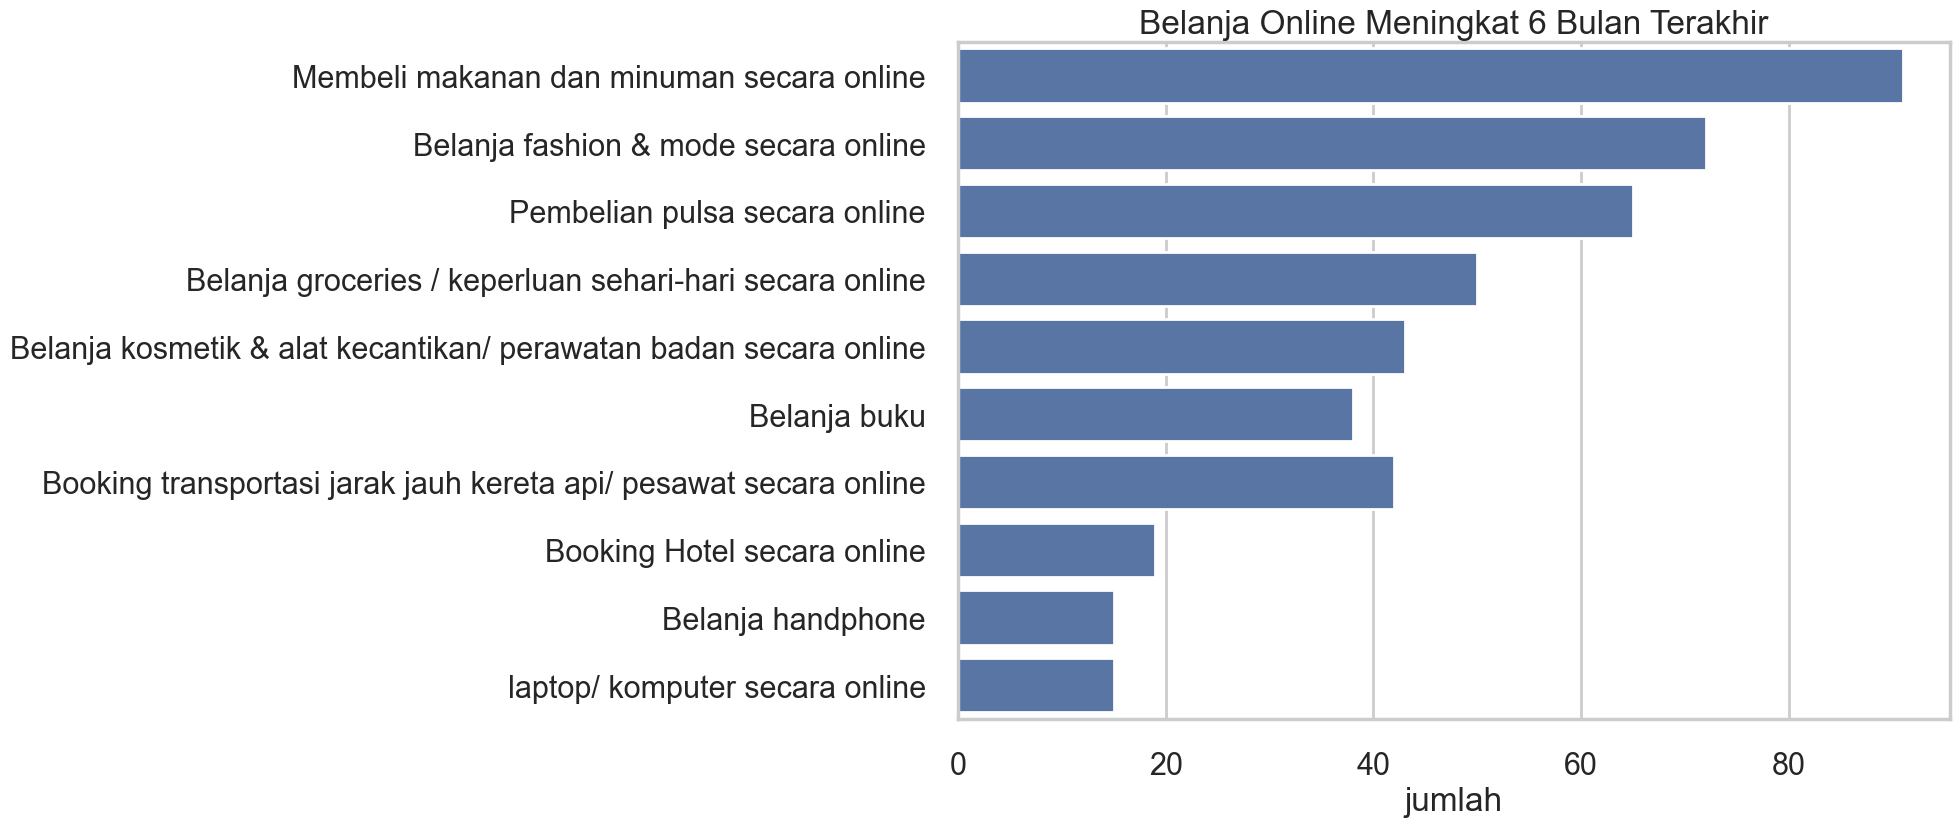 Belanja Online Meningkat 6 Bulan Terakhir
Membeli makanan dan minuman secara online
Belanja fashion & mode secara online
Pembelian pulsa secara online
Belanja groceries / keperluan sehari-hari secara online
Belanja kosmetik & alat kecantikan/ perawatan badan secara online
Belanja buku
Booking transportasi jarak jauh kereta api/ pesawat secara online
Booking Hotel secara online
Belanja handphone
laptop/ komputer secara online
0 20 40 60 80
jumlah